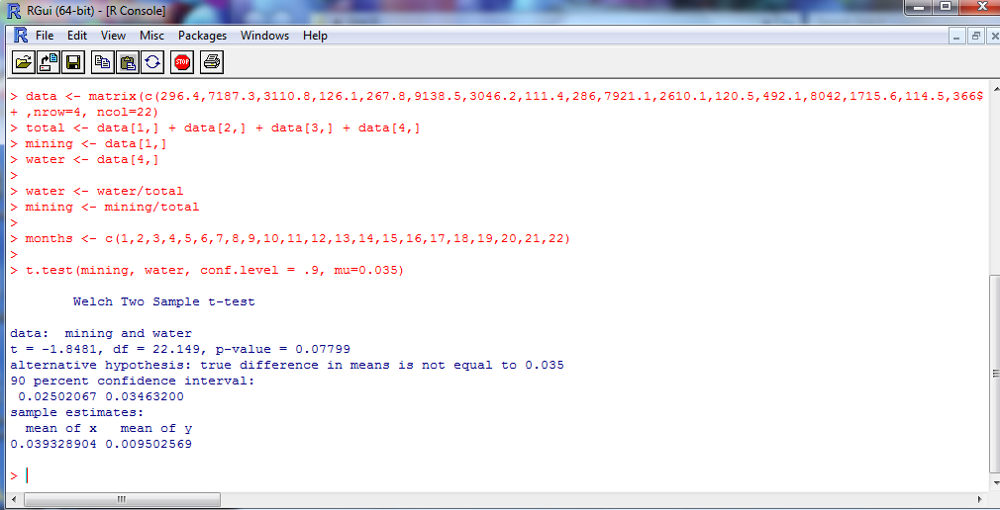 RGui (64-bit) - [R Console]
File Edit View Misc Packages Windows Help
STOP
> data <- matrix(c(296.4,7187.3,3110.8,126.1,267.8,9138.5,3046.2,111.4,286,7921.1,2610.1,120.5,492.1,8042,1715.6,114.5,366$
+ ,nrow=4, ncol=22)
> total <- data[1,] + data[2,] + data[3,] + data[4,]
> mining <- data[1,]
> water <- data[4,]
>
> water <- water/total
> mining <- mining/total
>
> months <- c(1,2,3,4,5,6,7,8,9,10,11,12,13,14,15,16,17,18,19,20,21,22)
>
> t.test(mining, water, conf.level = .9, mu=0.035)
Welch Two Sample t-test
data:  mining and water
t = -1.8481, df = 22.149, p-value = 0.07799
alternative hypothesis: true difference in means is not equal to 0.035
90 percent confidence interval:
0.02502067 0.03463200
sample estimates:
mean of x   mean of y
0.039328904 0.009502569
>